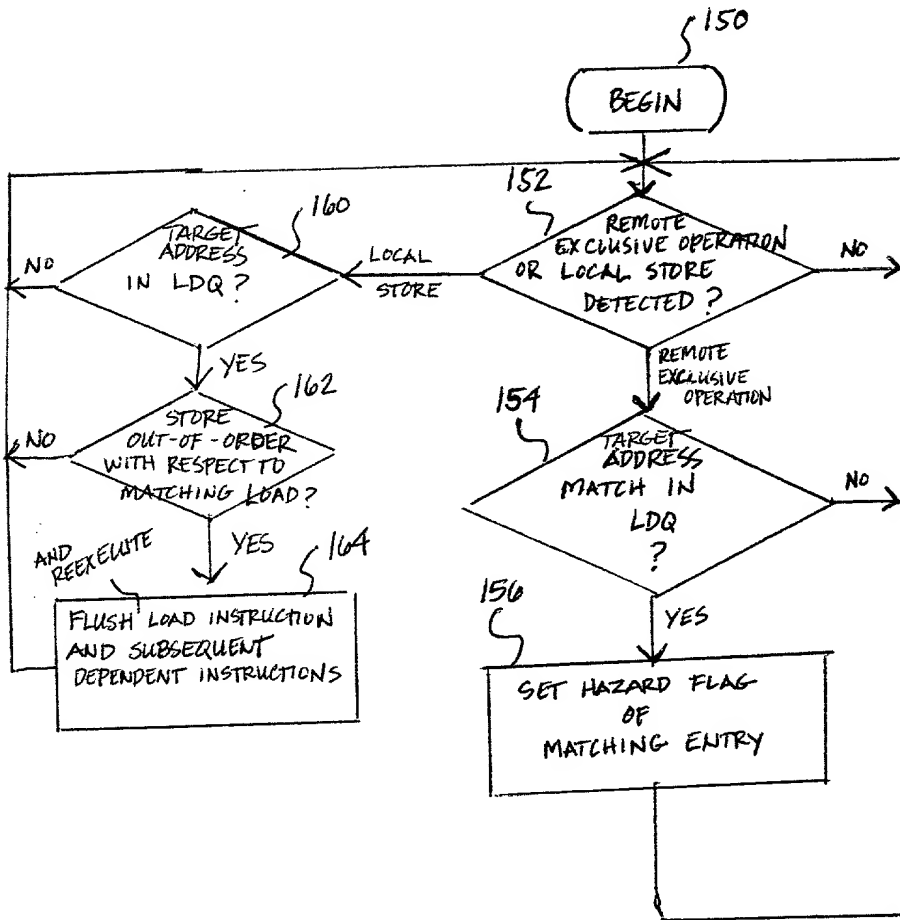 150
BEGIN
152
REMOTE
EXCLUSIVE OPERATION
OR LOCAL STORE
DETECTED?
NO
LOCAL
STORE
160
TARGET
ADDRESS
IN LDQ?
NO
YES
162
STORE
OUT-OF-ORDER
WITH RESPECT TO
MATCHING LOAD?
NO
YES
AND
REEXECUTE
164
FLUSH LOAD INSTRUCTION
AND SUBSEQUENT
DEPENDENT INSTRUCTIONS
REMOTE
EXCLUSIVE
OPERATION
154
TARGET
ADDRESS
MATCH IN
LDQ
?
NO
YES
156
SET HAZARD FLAG
OF
MATCHING ENTRY